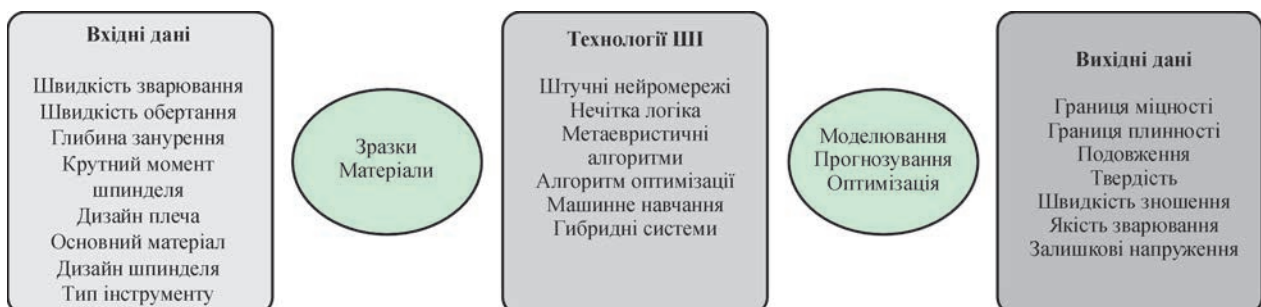 Вхідні дані
Швидкість зварювання
Швидкість обертання
Глибина занурення
Крутний момент
шпинделя
Дизайн плеча
Основний матеріал
Дизайн шпинделя
Тип інструменту
Зразки
Матеріали
Технології ШІ
Штучні нейромережі
Нечітка логіка
Метаевристичні
алгоритми
Алгоритм оптимізації
Машинне навчання
Гибридні системи
Моделювання
Прогнозування
Оптимізація
Вихідні дані
Границя міцності
Границя плинності
Подовження
Твердість
Швидкість зношення
Якість зварювання
Залишкові напруження